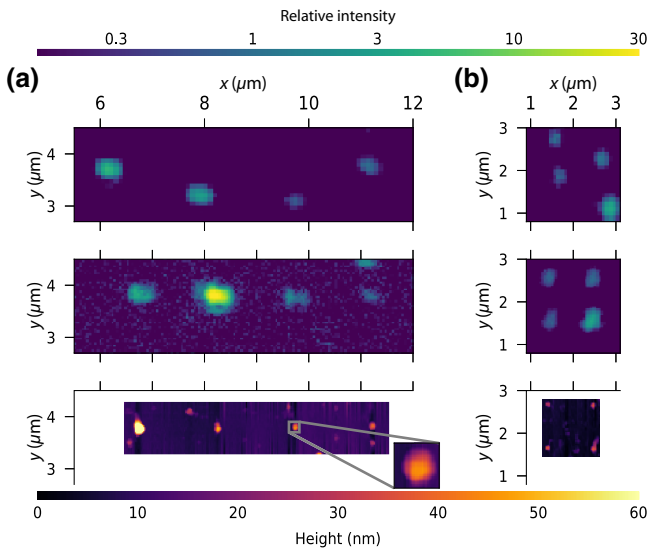 Relative intensity
0.3 1 3 10 30
(a) x (μm) (b) x (μm)
6 8 10 12 1 2 3
y (μm) 4 3 y (μm) 3 2 1
y (μm) 4 3 y (μm) 3 2 1
y (μm) 4 3 y (μm) 3 2 1
0 10 20 30 40 50 60
Height (nm)